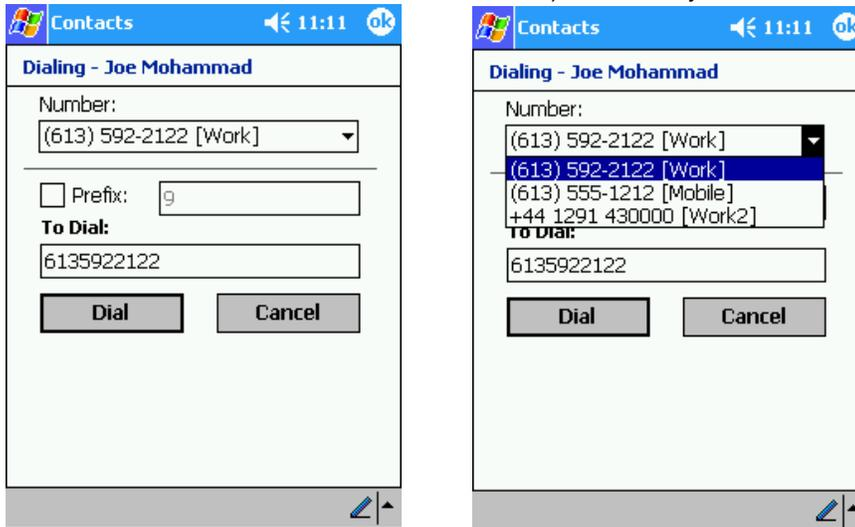 Contacts 11:11 ok
Dialing - Joe Mohammad
Number:
(613) 592-2122 [Work]
Prefix: 9
To Dial:
6135922122
Dial Cancel
Contacts 11:11 ok
Dialing - Joe Mohammad
Number:
(613) 592-2122 [Work]
(613) 592-2122 [Work]
(613) 555-1212 [Mobile]
+44 1291 430000 [Work2]
To Dial:
6135922122
Dial Cancel